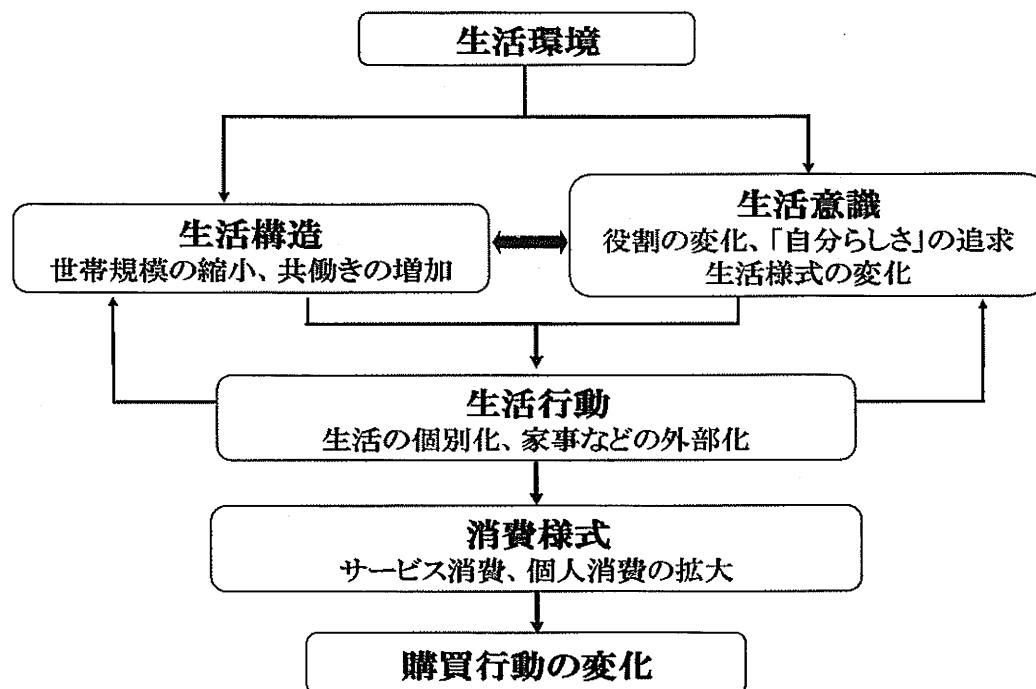 生活環境
生活構造
世帯規模の縮小、共働きの増加
生活意識
役割の変化、「自分らしさ」の追求
生活様式の変化
生活行動
生活の個別化、家事などの外部化
消費様式
サービス消費、個人消費の拡大
購買行動の変化